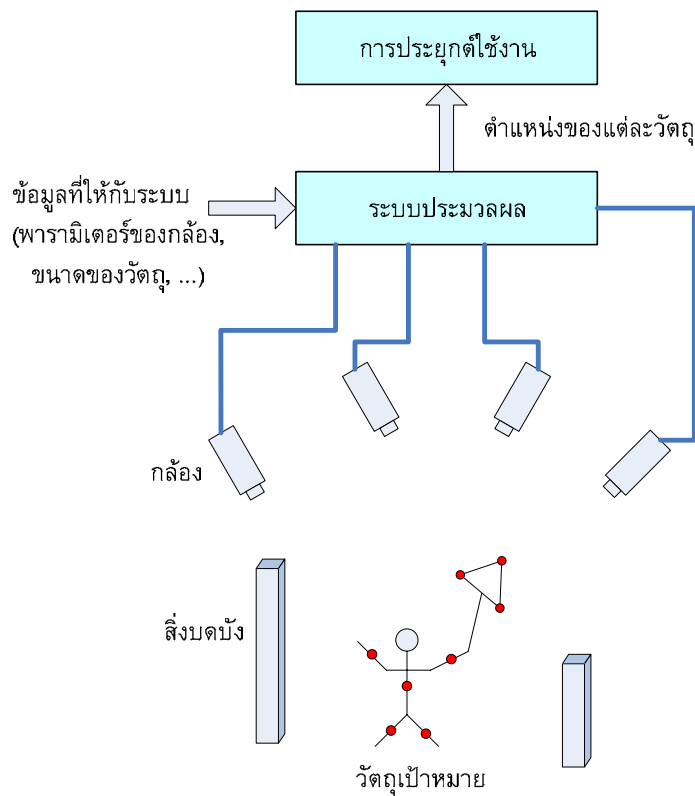 การประยุกต์ใช้งาน
ตำแหน่งของแต่ละวัตถุ
ข้อมูลที่ให้กับระบบ
(พารามิเตอร์ของกล้อง,
ขนาดของวัตถุ, ...)
ระบบประมวลผล
กล้อง
สิ่งบดบัง
วัตถุเป้าหมาย